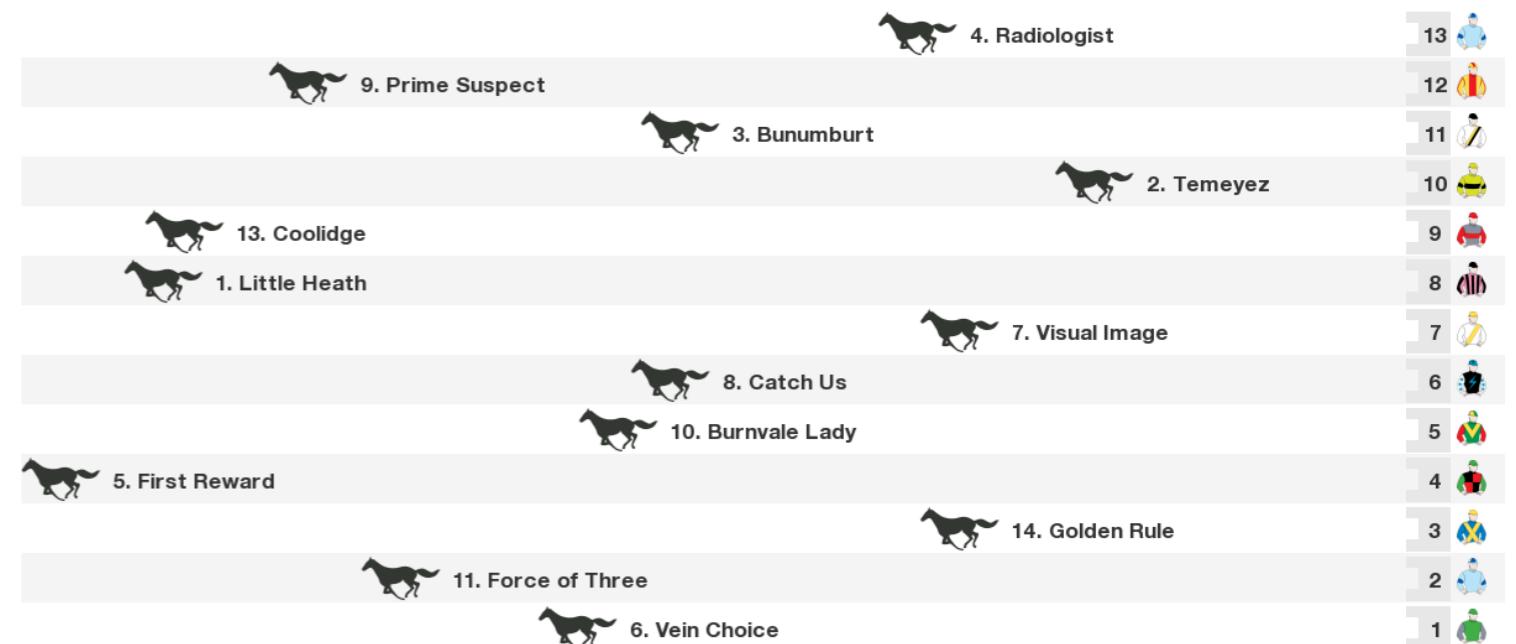 4. Radiologist 13
9. Prime Suspect 12
3. Bunumburt 11
2. Temeyez 10
13. Coolidge 9
1. Little Heath 8
7. Visual Image 7
8. Catch Us 6
10. Burnvale Lady 5
5. First Reward 4
14. Golden Rule 3
11. Force of Three 2
6. Vein Choice 1